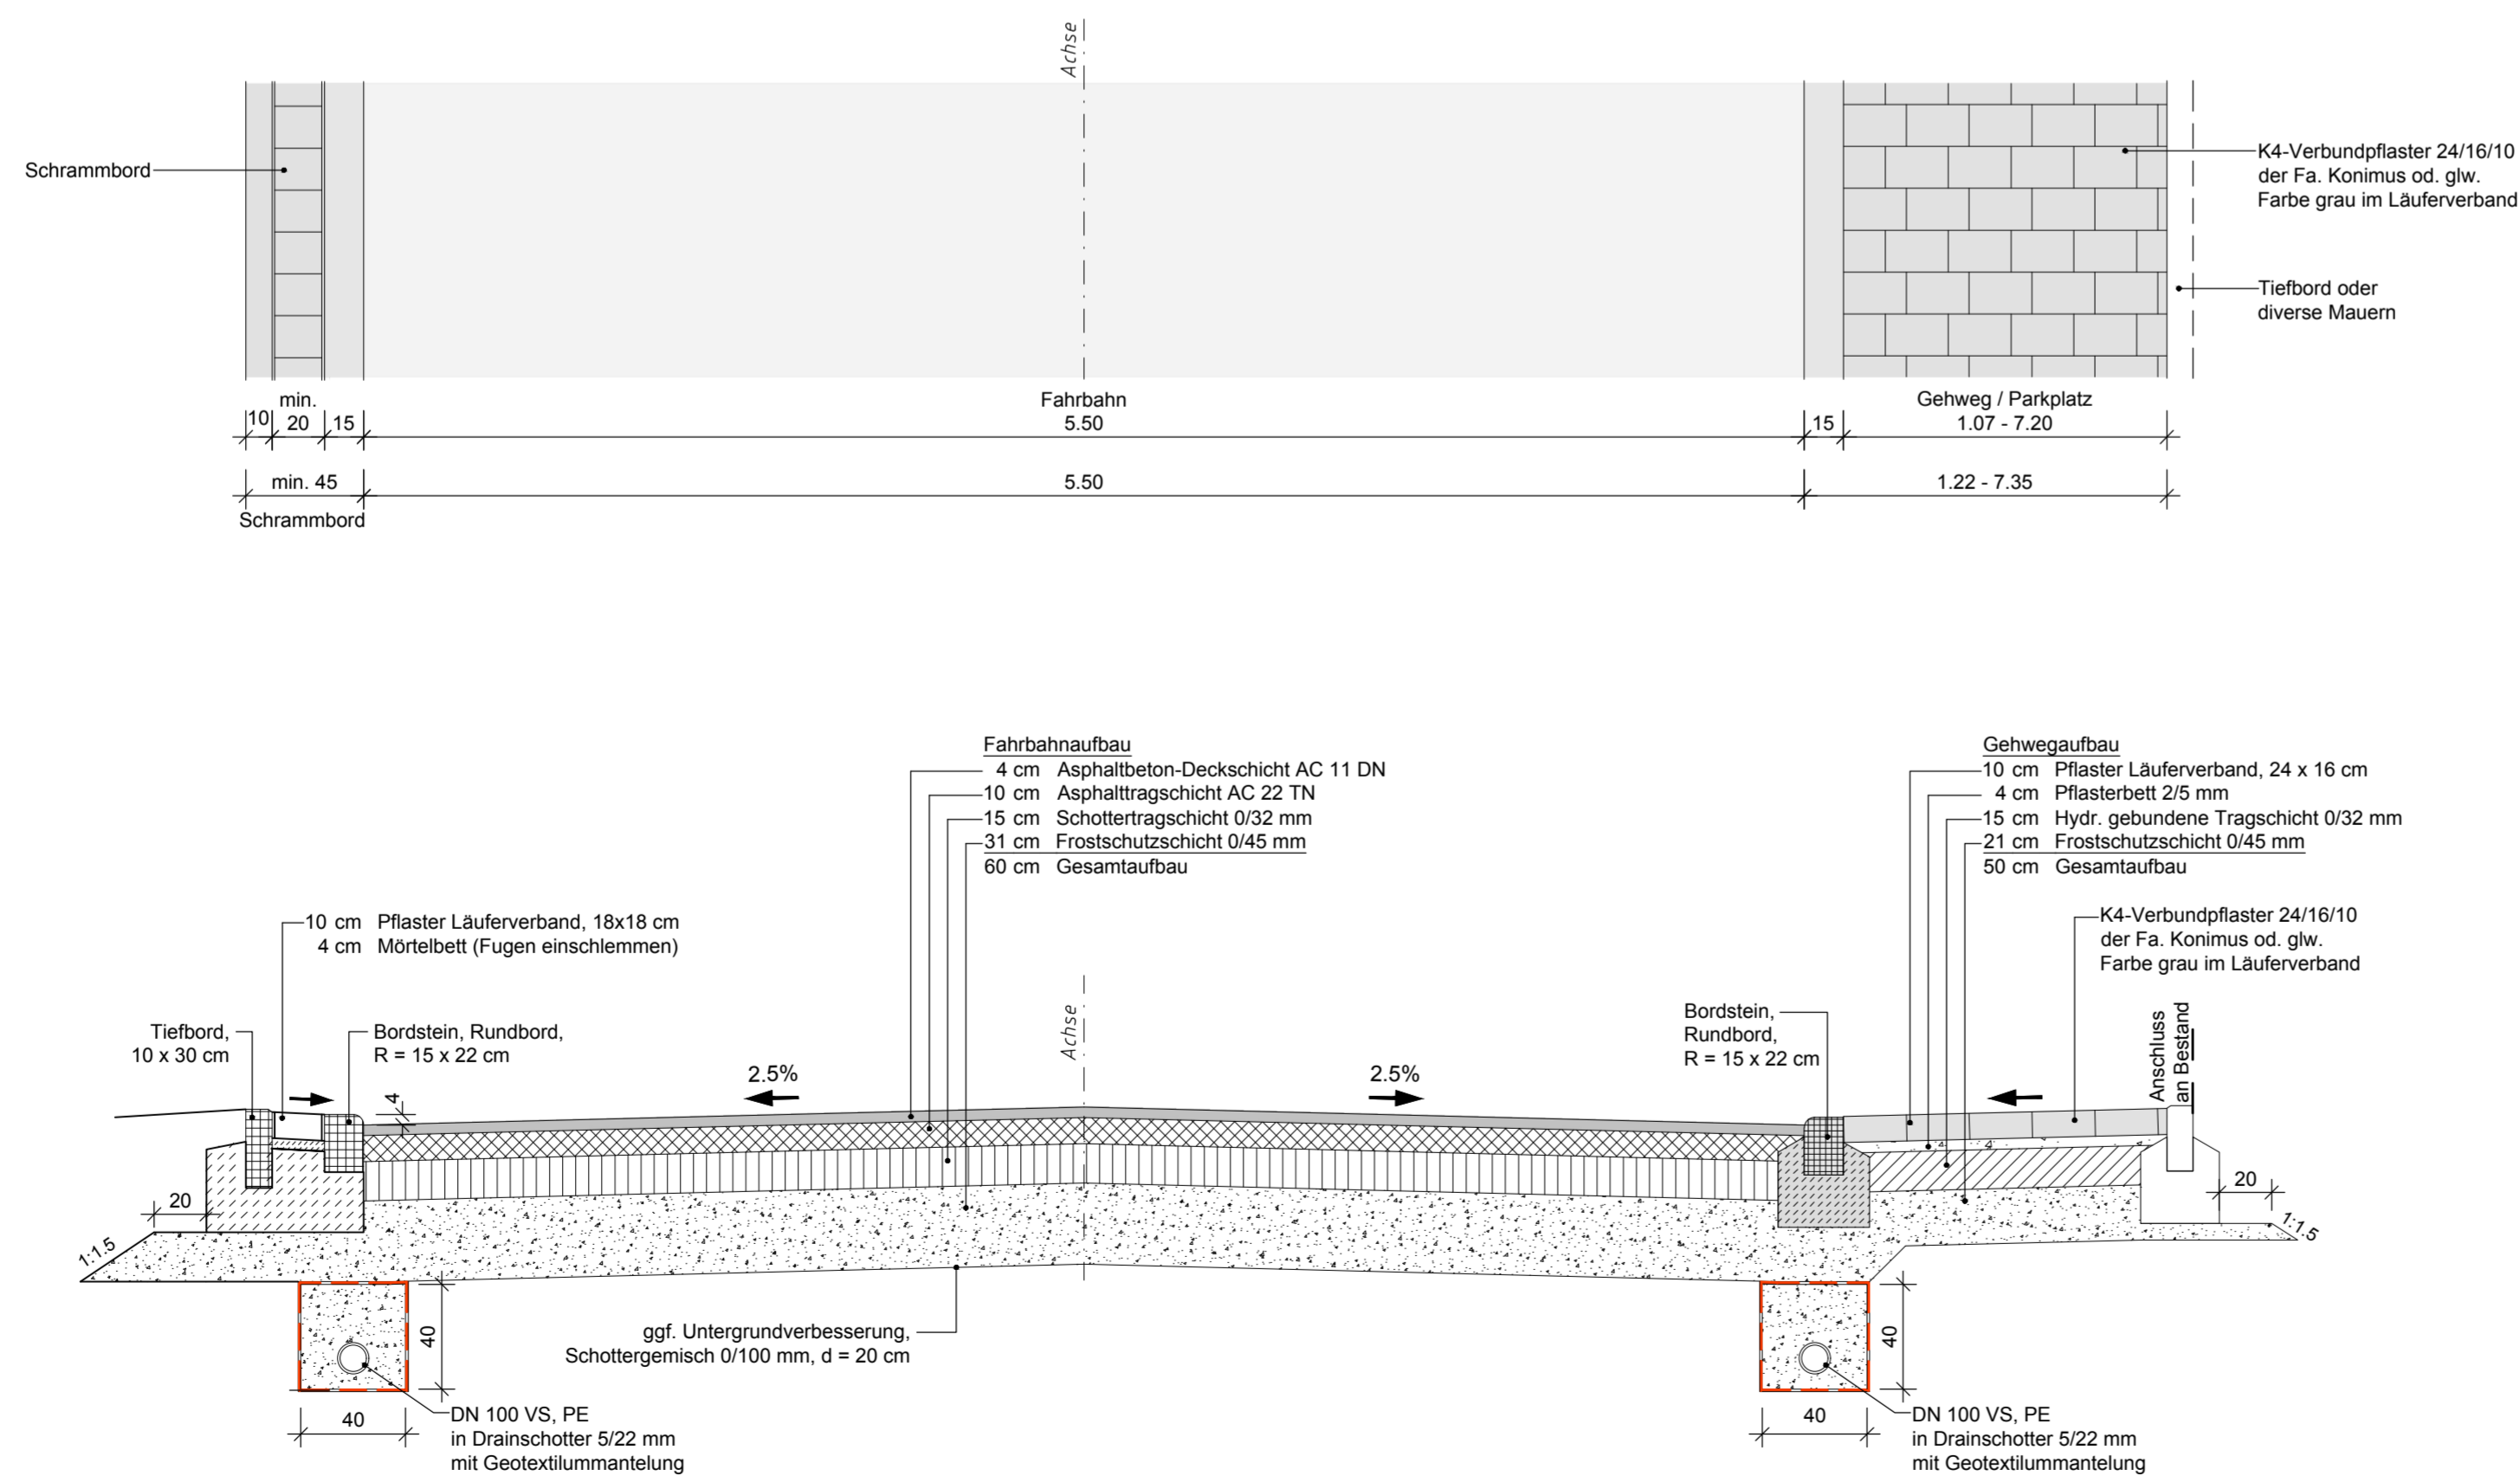 Achse
Schrammbord
K4-Verbundpflaster 24/16/10
der Fa. Konimus od. glw.
Farbe grau im Läuferverband
Tiefbord oder
diverse Mauern
min.
10
20
15
Fahrbahn
5.50
15
Gehweg / Parkplatz
1.07 - 7.20
min. 45
Schrammbord
5.50
1.22 - 7.35
Fahrbahnaufbau
4 cm Asphaltbeton-Deckschicht AC 11 DN
10 cm Asphalttragschicht AC 22 TN
15 cm Schottertragschicht 0/32 mm
31 cm Frostschutzschicht 0/45 mm
60 cm Gesamtaufbau
Gehwegaufbau
10 cm Pflaster Läuferverband, 24 x 16 cm
4 cm Pflasterbett 2/5 mm
15 cm Hydr. gebundene Tragschicht 0/32 mm
21 cm Frostschutzschicht 0/45 mm
50 cm Gesamtaufbau
10 cm Pflaster Läuferverband, 18x18 cm
4 cm Mörtelbett (Fugen einschlemmen)
K4-Verbundpflaster 24/16/10
der Fa. Konimus od. glw.
Farbe grau im Läuferverband
Tiefbord,
10 x 30 cm
Bordstein, Rundbord,
R = 15 x 22 cm
Achse
Bordstein,
Rundbord,
R = 15 x 22 cm
Anschluss
an Bestand
4
2.5%
2.5%
20
20
1:1.5
1:1.5
ggf. Untergrundverbesserung,
Schottergemisch 0/100 mm, d = 20 cm
40
40
DN 100 VS, PE
in Drainschotter 5/22 mm
mit Geotextilummantelung
40
40
DN 100 VS, PE
in Drainschotter 5/22 mm
mit Geotextilummantelung